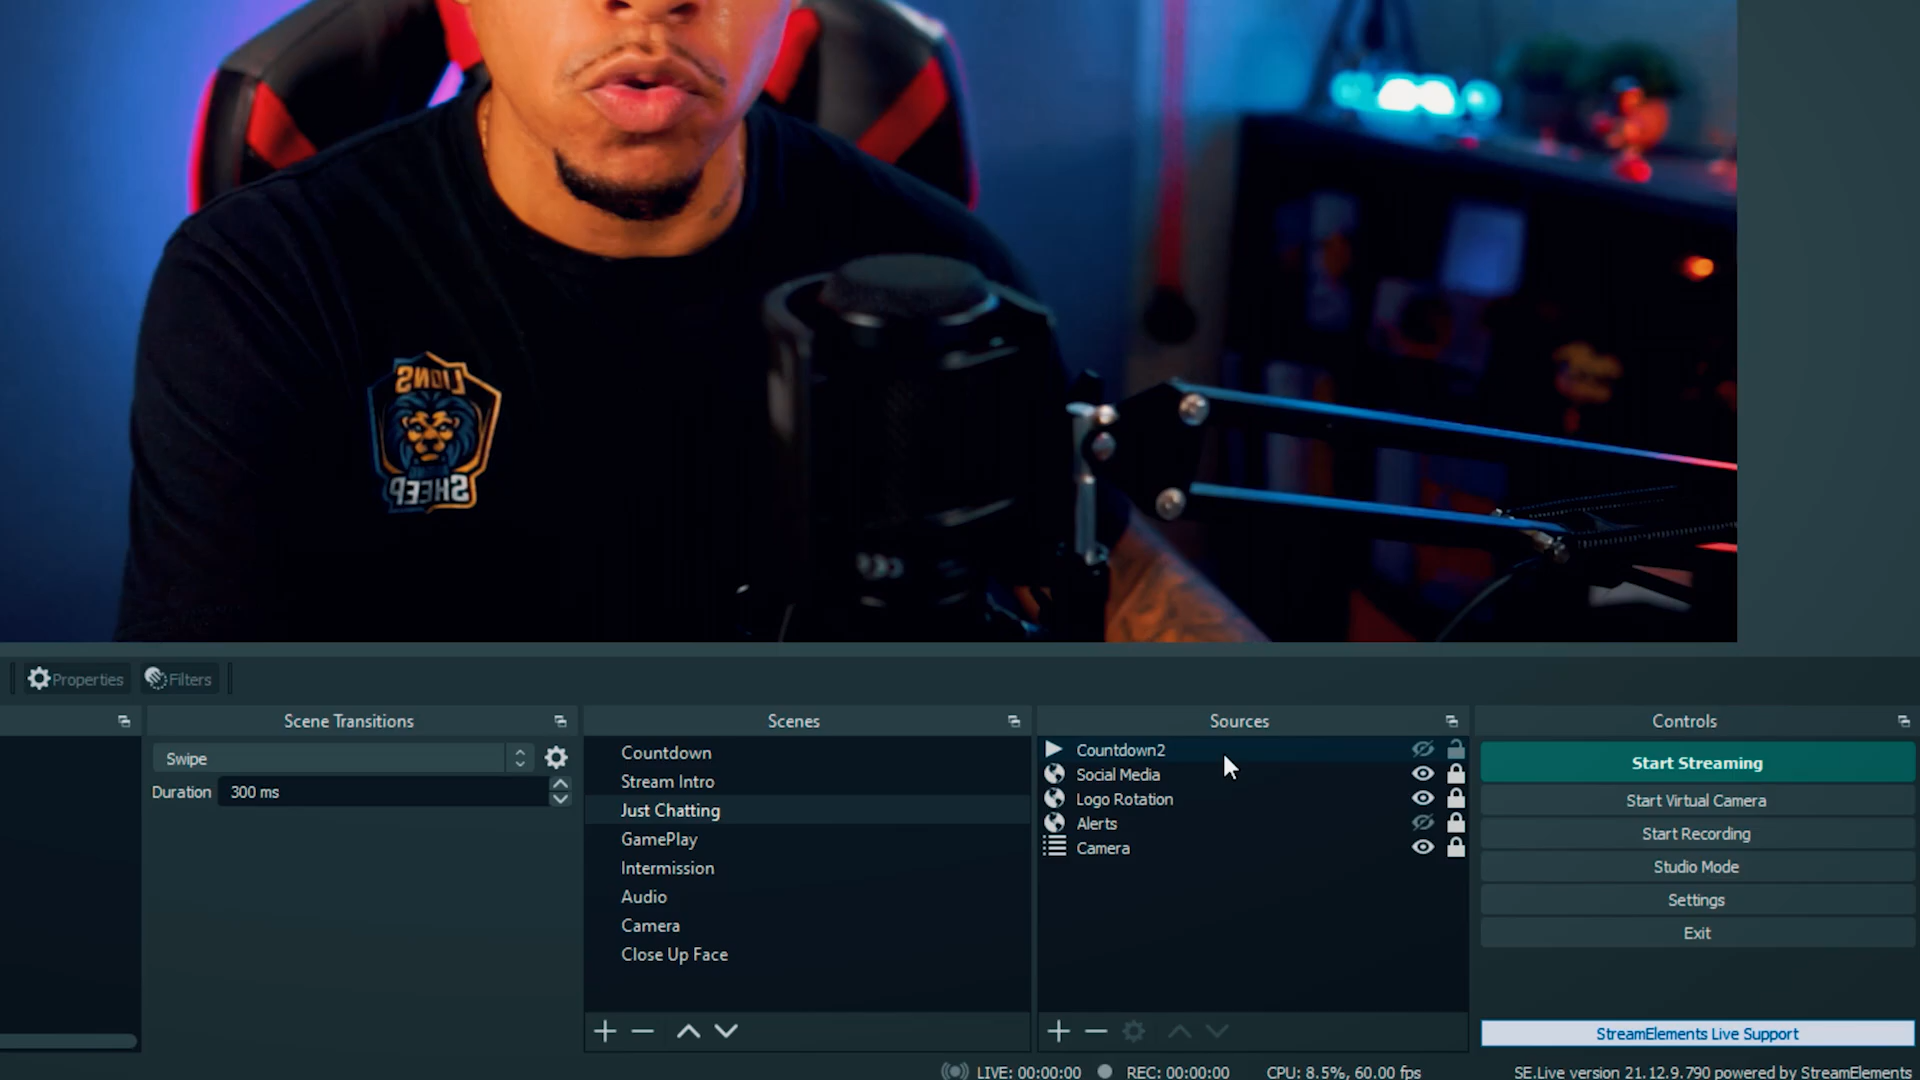 LIONS
SHEEP
Properties
Filters
Scene Transitions
Swipe
Duration
300 ms
Scenes
Countdown
Stream Intro
Just Chatting
GamePlay
Intermission
Audio
Camera
Close Up Face
Sources
Countdown2
Social Media
Logo Rotation
Alerts
Camera
Controls
Start Streaming
Start Virtual Camera
Start Recording
Studio Mode
Settings
Exit
StreamElements Live Support
LIVE: 00:00:00
REC: 00:00:00
CPU: 8.5%, 60.00 fps
SE.Live version 21.12.9.790 powered by StreamElements